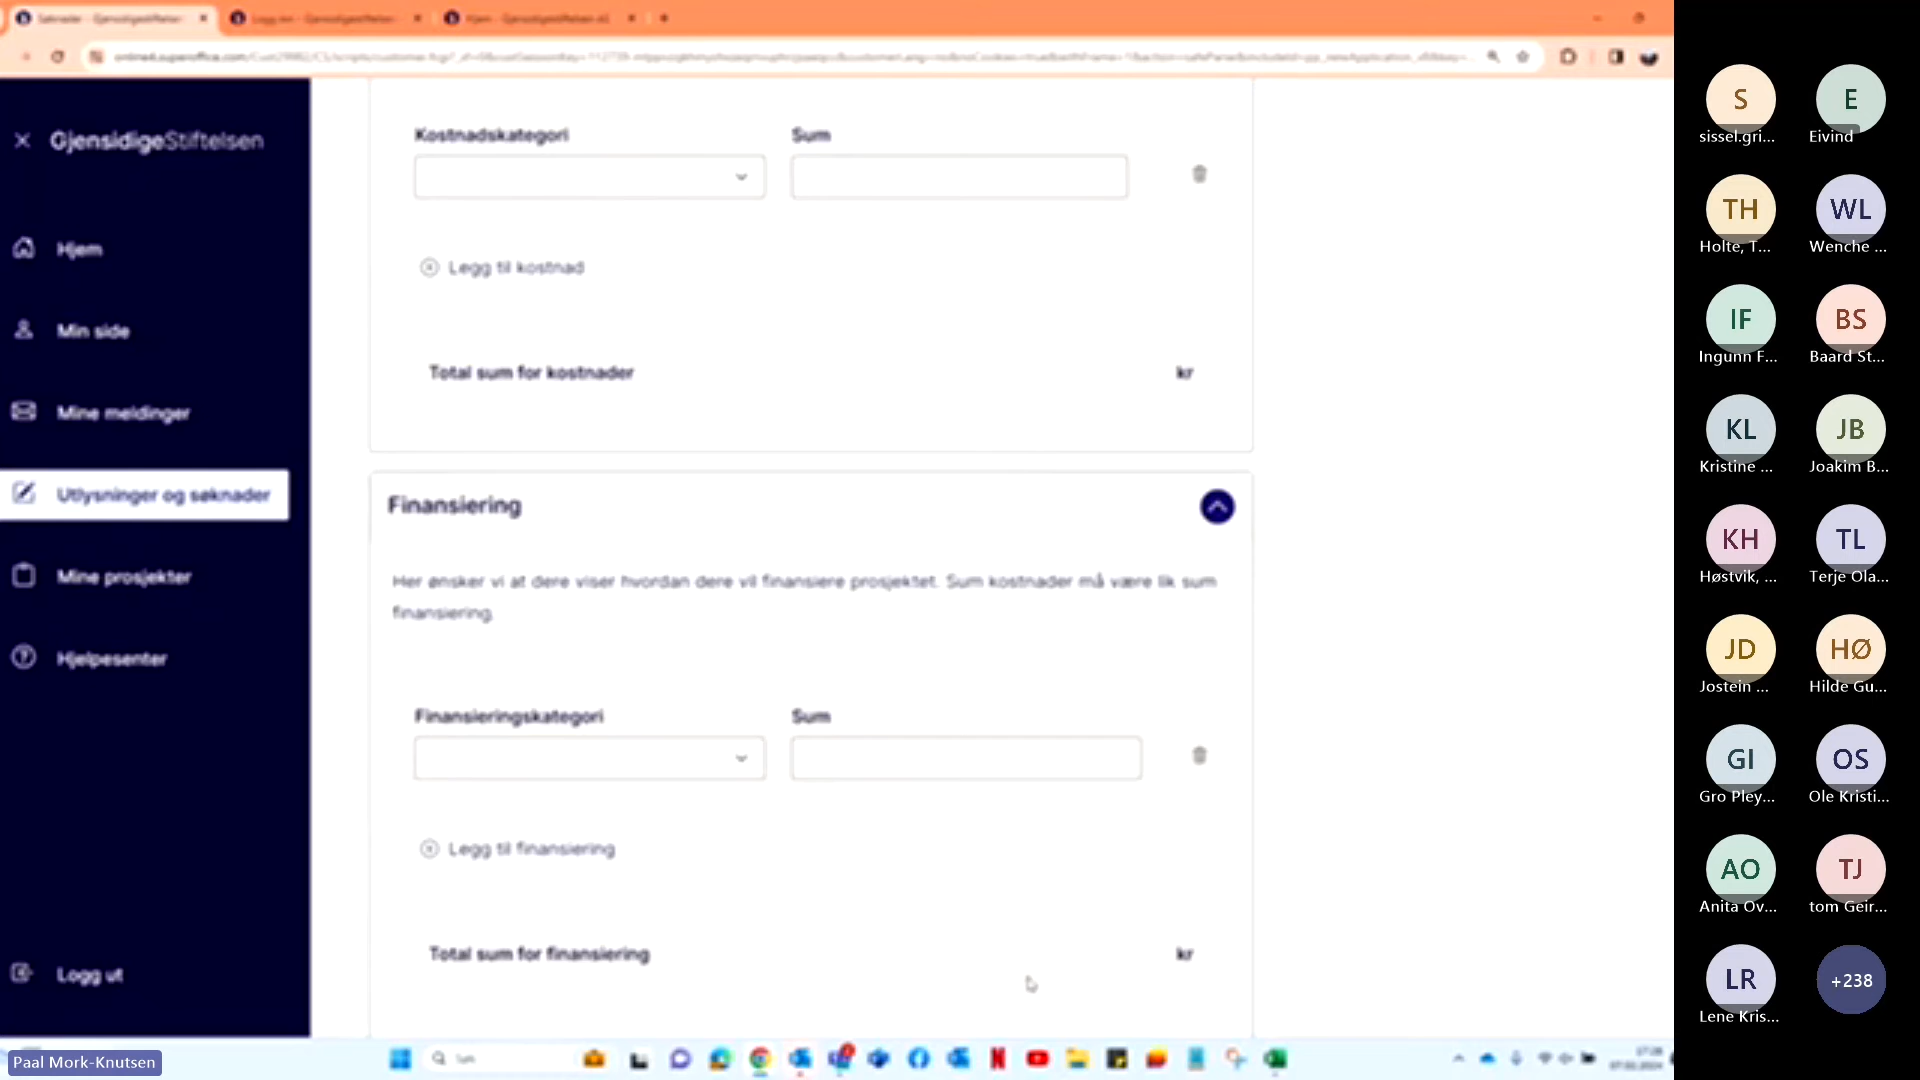 GjensidigeStiftelsen
Hjem
Min side
Mine meldinger
Utlysninger og søknader
Mine prosjekter
Hjelpesenter
Logg ut
Kostnadskategori
Sum
Legg til kostnad
Total sum for kostnader
kr
Finansiering
Her ønsker vi at dere viser hvordan dere vil finansiere prosjektet. Sum kostnader må være lik sum
finansiering.
Finansieringskategori
Sum
Legg til finansiering
Total sum for finansiering
kr
Paal Mork-Knutsen
S
sissel.gri...
E
Eivind
TH
Holte, T...
WL
Wenche ...
IF
Ingunn F...
BS
Baard St...
KL
Kristine ...
JB
Joakim B...
KH
Høstvik, ...
TL
Terje Ola...
JD
Jostein ...
HØ
Hilde Gu...
GI
Gro Pley...
OS
Ole Kristi...
AO
Anita Ov...
TJ
tom Geir...
LR
Lene Kris...
+238